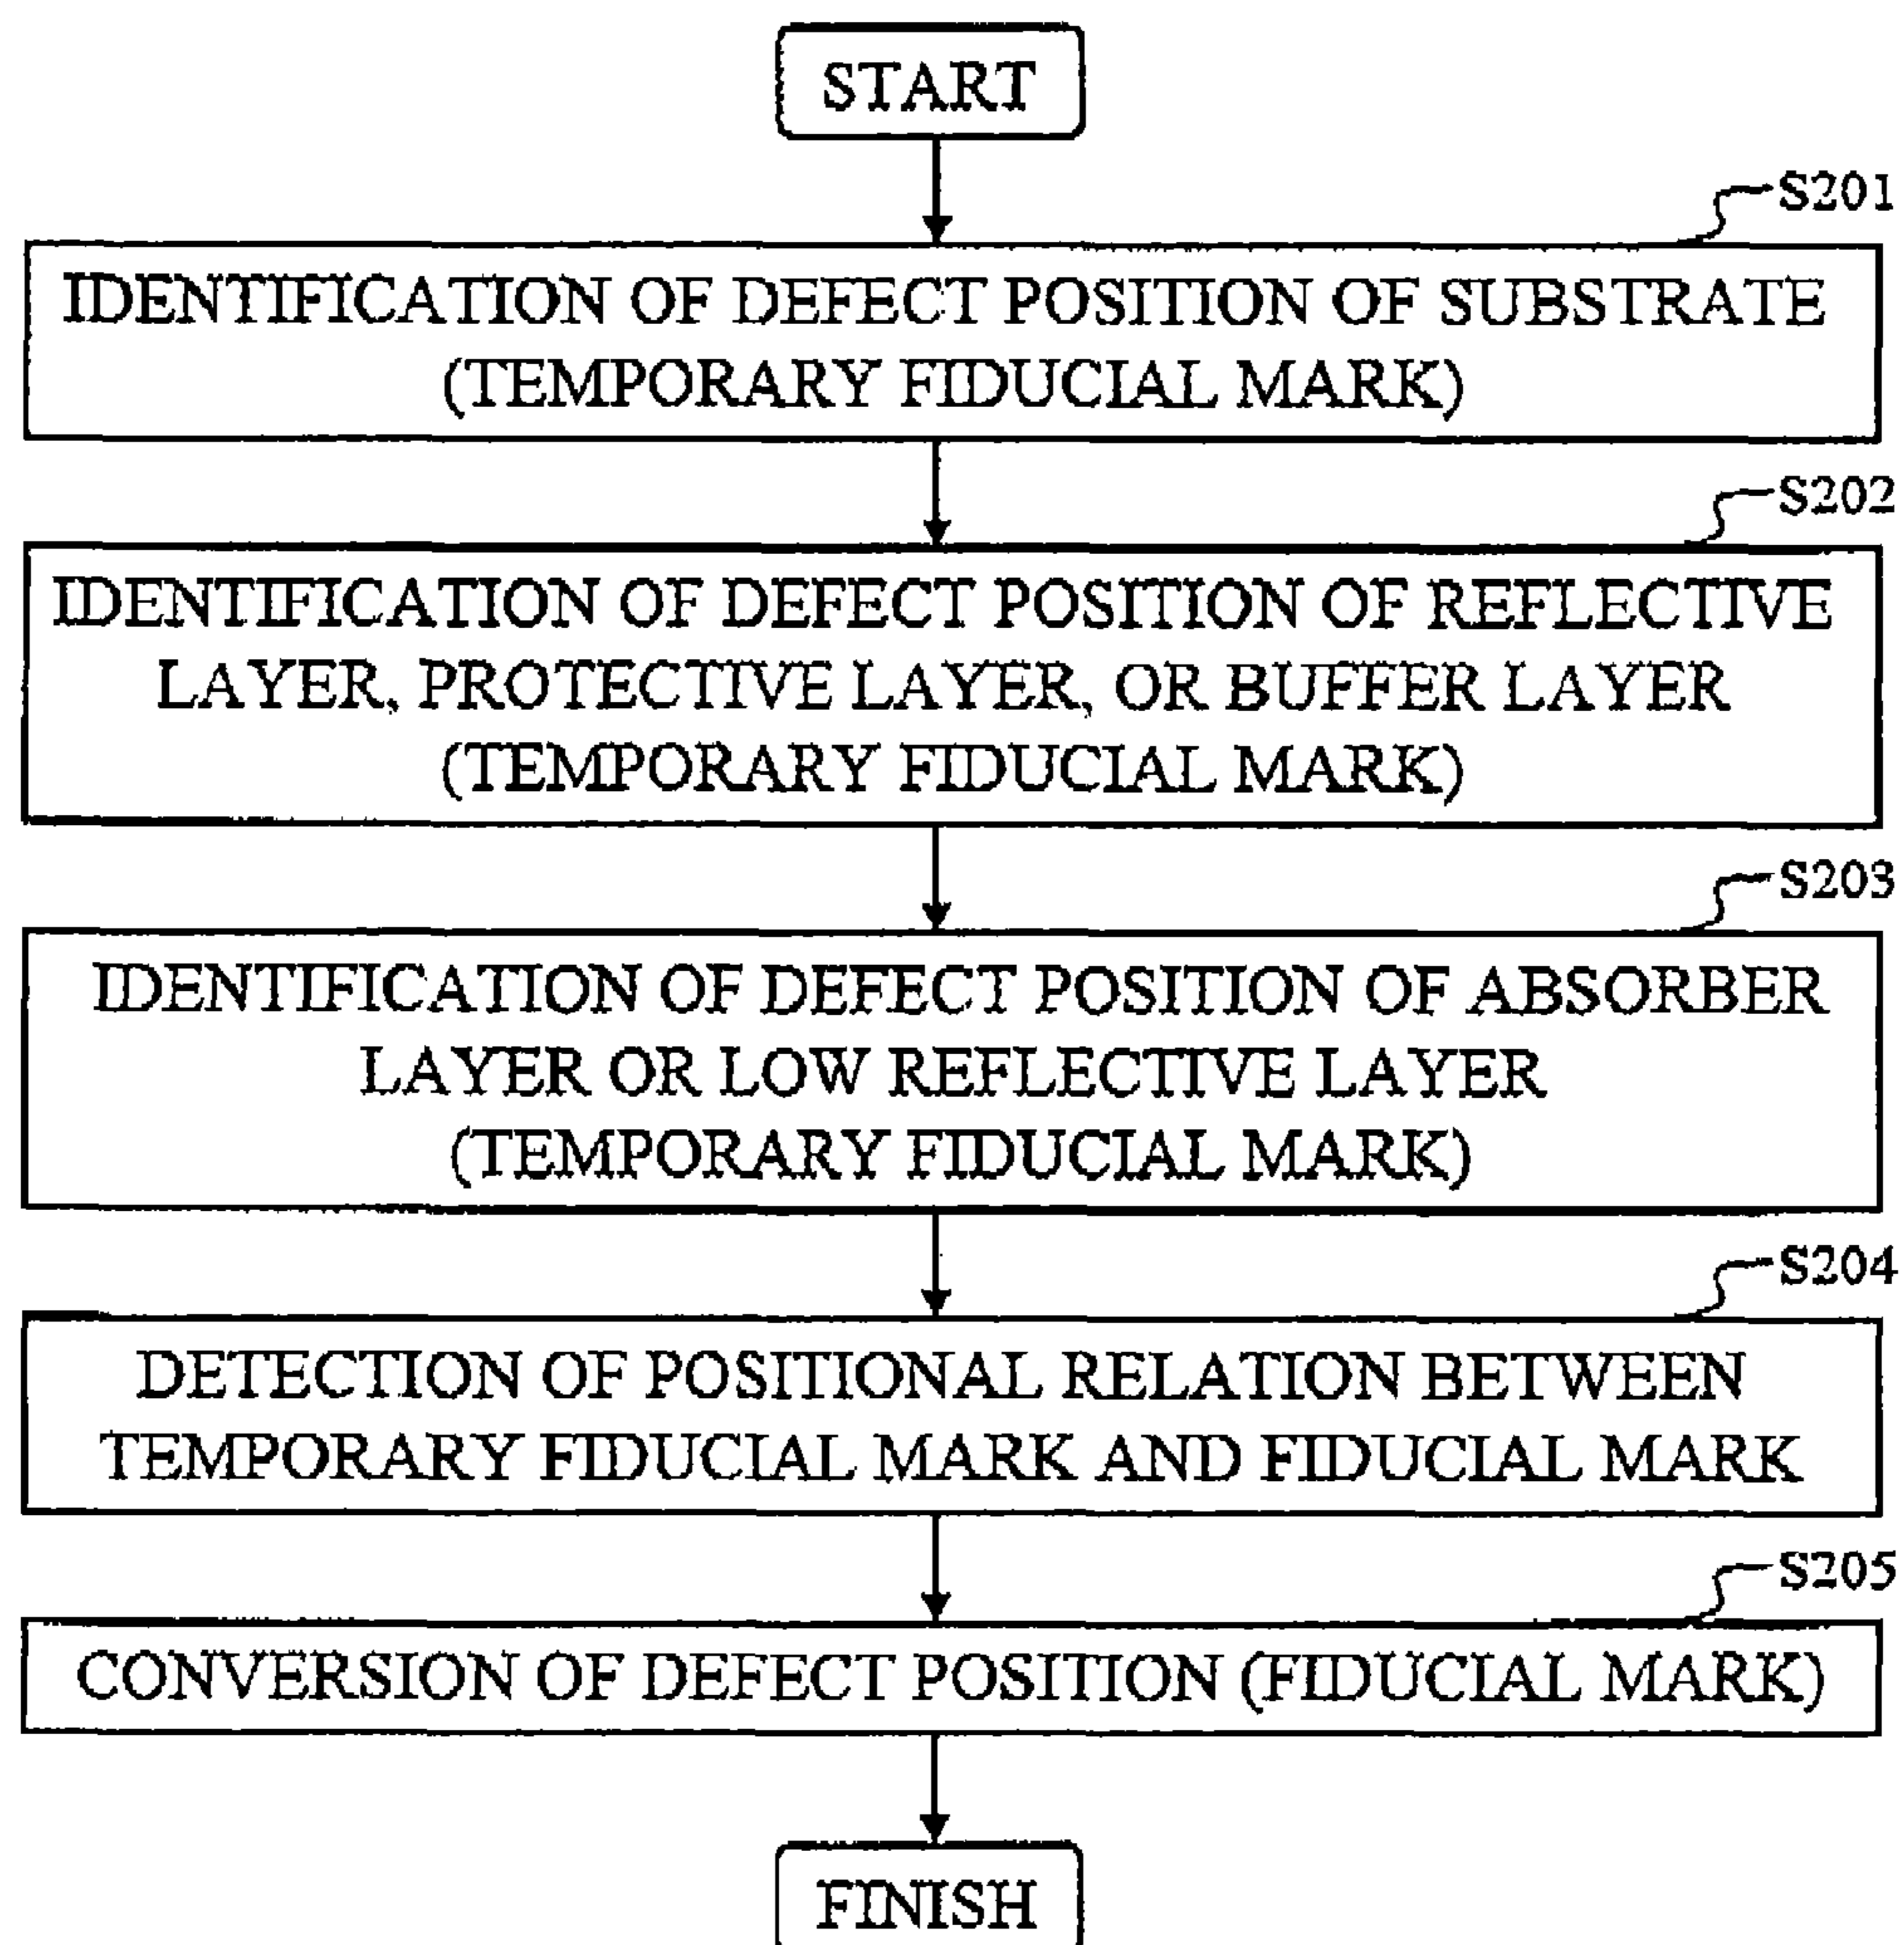 START
S201
IDENTIFICATION OF DEFECT POSITION OF SUBSTRATE
(TEMPORARY FIDUCIAL MARK)
S202
IDENTIFICATION OF DEFECT POSITION OF REFLECTIVE
LAYER, PROTECTIVE LAYER, OR BUFFER LAYER
(TEMPORARY FIDUCIAL MARK)
S203
IDENTIFICATION OF DEFECT POSITION OF ABSORBER
LAYER OR LOW REFLECTIVE LAYER
(TEMPORARY FIDUCIAL MARK)
S204
DETECTION OF POSITIONAL RELATION BETWEEN
TEMPORARY FIDUCIAL MARK AND FIDUCIAL MARK
S205
CONVERSION OF DEFECT POSITION (FIDUCIAL MARK)
FINISH